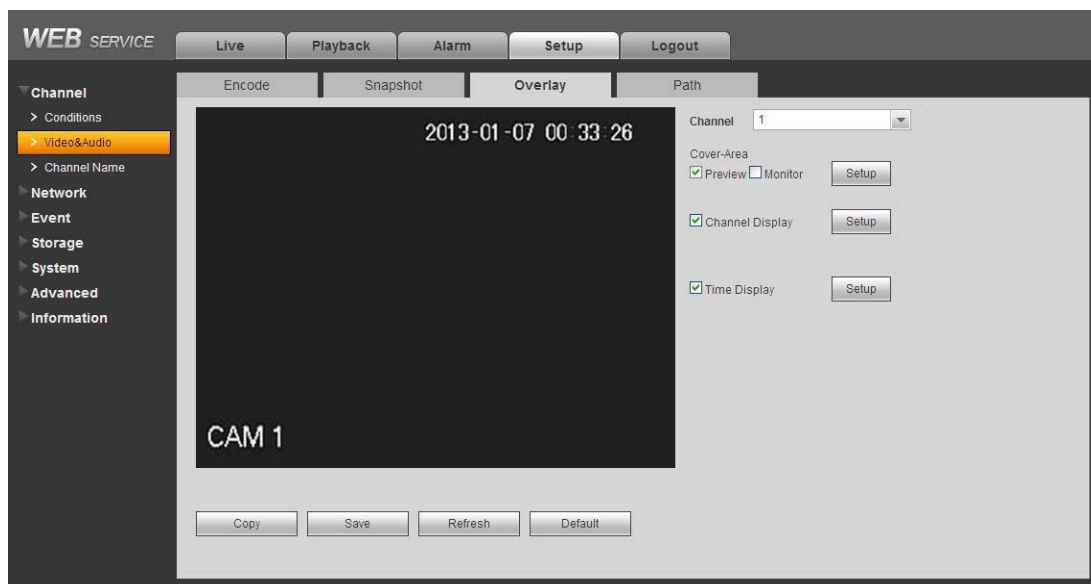 WEB SERVICE
Live
Playback
Alarm
Setup
Logout
Channel
> Conditions
> Video&Audio
> Channel Name
Network
Event
Storage
System
Advanced
Information
Encode
Snapshot
Overlay
Path
2013-01-07 00:33:26
CAM 1
Channel 1
Cover-Area
Preview Monitor Setup
Channel Display Setup
Time Display Setup
Copy
Save
Refresh
Default